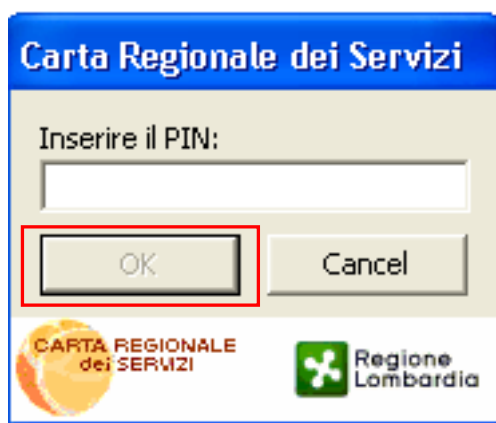 Carta Regionale dei Servizi
Inserire il PIN:
OK
Cancel
CARTA REGIONALE
dei SERVIZI
Regione
Lombardia